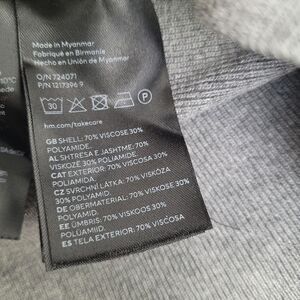 Made in Myanmar
Fabriqué en Birmanie
Hecho en Unión de Myanmar
O/N 724071
P/N 1217396 9
30
P
hm.com/takecare
GB SHELL: 70% VISCOSE 30%
POLYAMIDE.
AL SHTRESA E JASHTME: 70%
VISKOZË 30% POLIAMIDE.
CAT EXTERIOR: 70% VISCOSA 30%
POLIAMIDA.
CZ SVRCHNÍ LÁTKA: 70% VISKOZA
30% POLYAMID.
DE OBERMATERIAL: 70% VISKOSE
30% POLYAMID.
EE ÜMBRIS: 70% VISKOOS 30%
POLÜAMIID.
ES TELA EXTERIOR: 70% VISCOSA
10°C